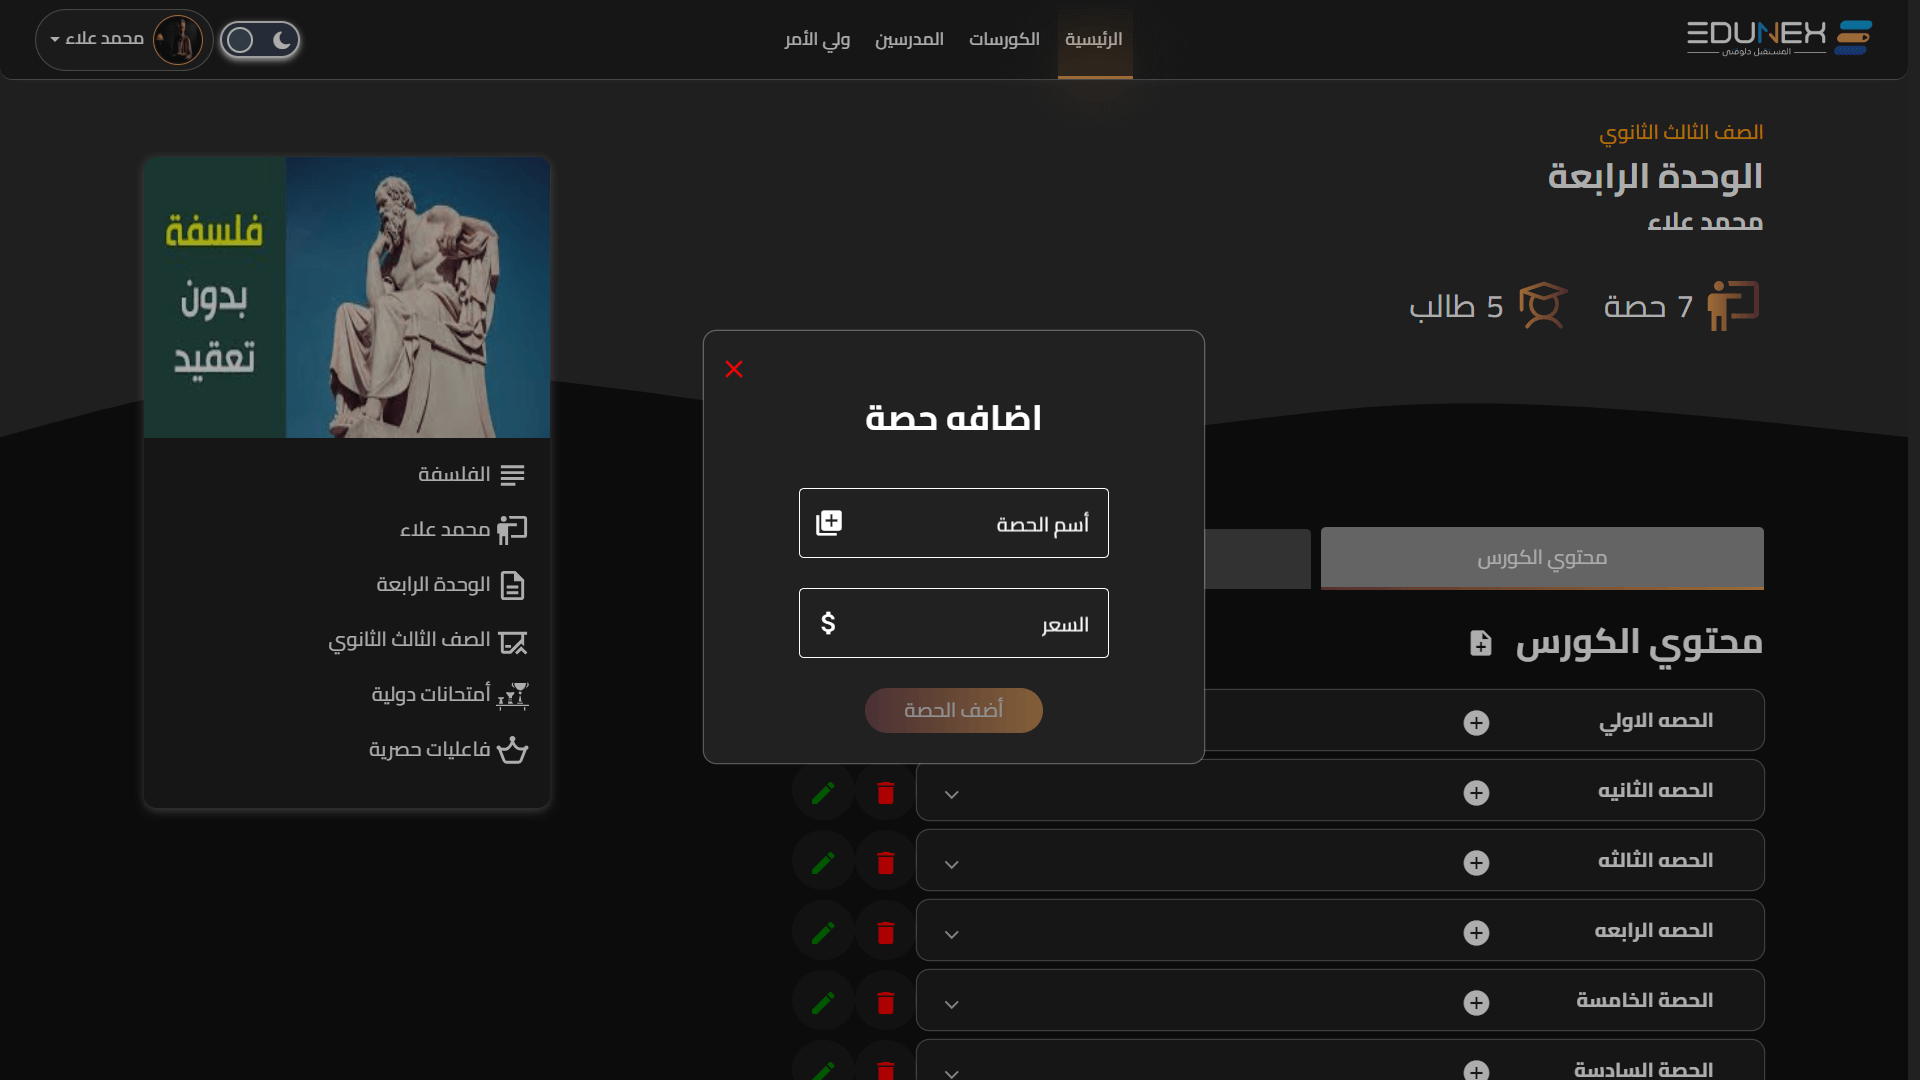 EDUNEX
المستقبل دلوقتي
الرئيسية
الكورسات
المدرسين
ولي الأمر
محمد علاء
الصف الثالث الثانوي
الوحدة الرابعة
محمد علاء
7 حصة
5 طالب
فلسفة
بدون
تعقيد
الفلسفة
محمد علاء
الوحدة الرابعة
الصف الثالث الثانوي
أمتحانات دولية
فاعليات حصرية
اضافه حصة
أسم الحصة
السعر
$
أضف الحصة
محتوي الكورس
محتوي الكورس
الحصه الاولي
الحصه الثانيه
الحصه الثالثه
الحصه الرابعه
الحصة الخامسة
الحصة السادسة